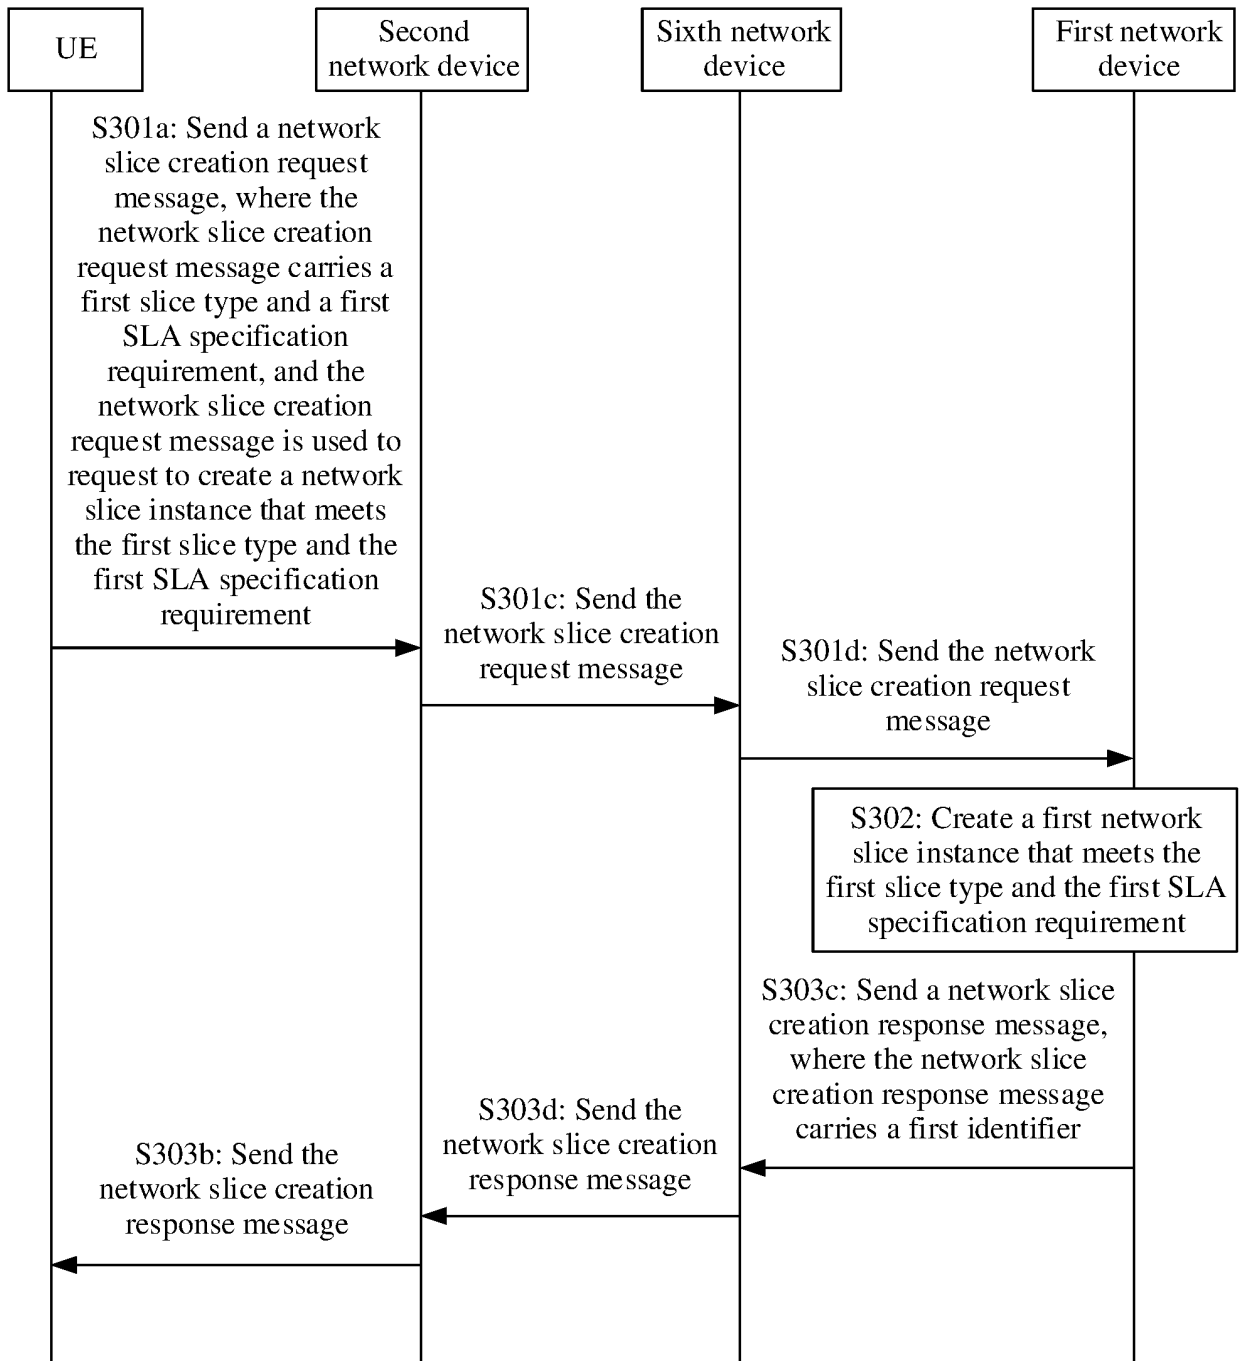 UE
Second
network device
Sixth network
device
First network
device
S301a: Send a network
slice creation request
message, where the
network slice creation
request message carries a
first slice type and a first
SLA specification
requirement, and the
network slice creation
request message is used to
request to create a network
slice instance that meets
the first slice type and the
first SLA specification
requirement
S301c: Send the
network slice creation
request message
S301d: Send the network
slice creation request
message
S302: Create a first network
slice instance that meets the
first slice type and the first SLA
specification requirement
S303c: Send a network slice
creation response message,
where the network slice
creation response message
carries a first identifier
S303d: Send the
network slice creation
response message
S303b: Send the
network slice creation
response message